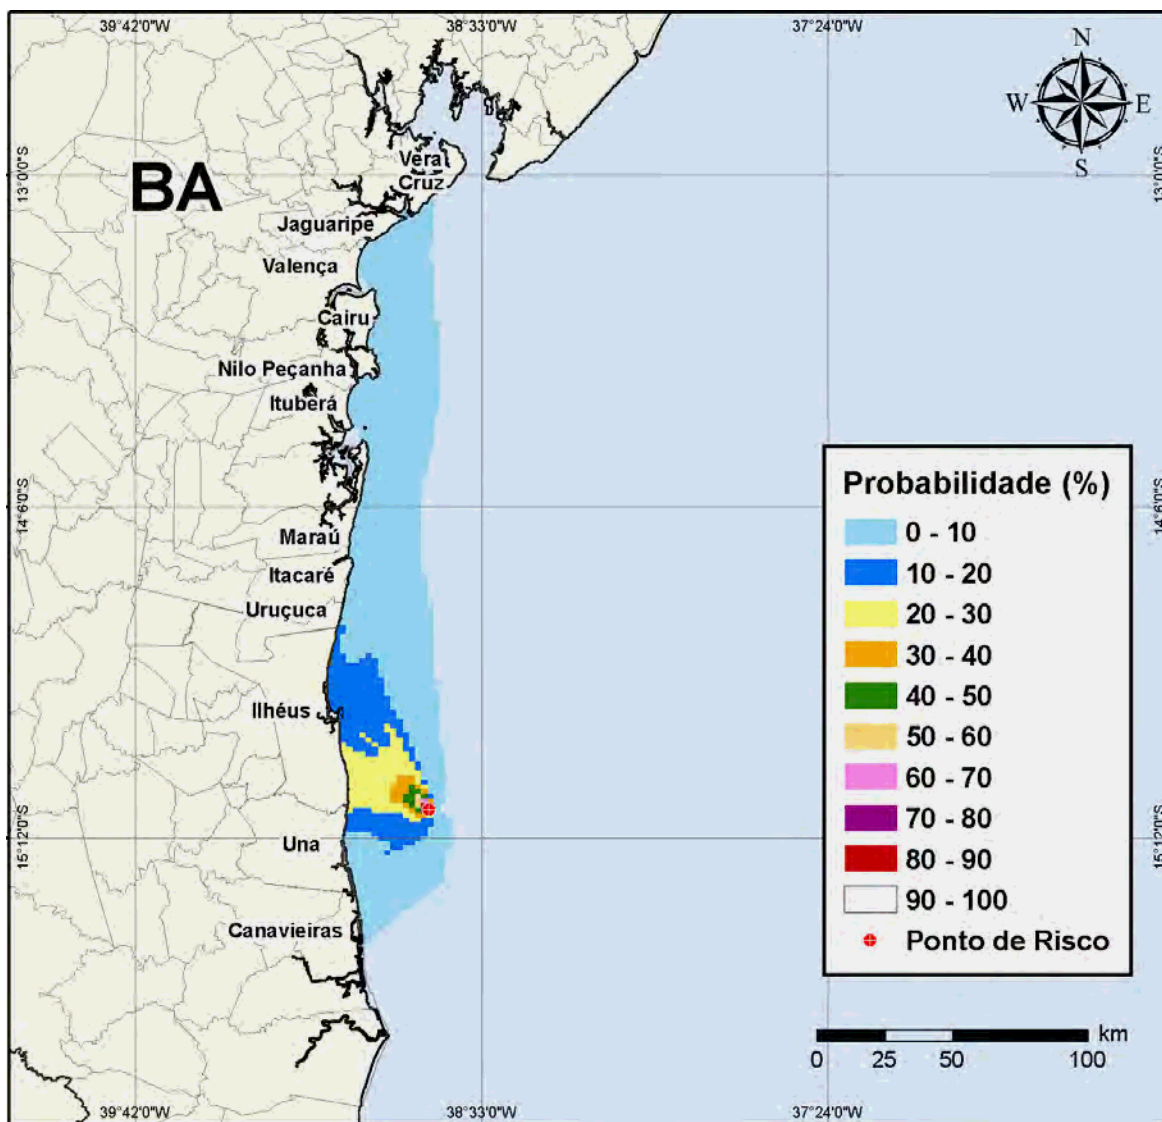 39°42'0"W
38°33'0"W
37°24'0"W
N
W
E
S
13°0'0"S
13°0'0"S
BA
Vera
Cruz
Jaguaripe
Valença
Cairu
Nilo Peçanha
Ituberá
14°6'0"S
14°6'0"S
Maraú
Itacaré
Uruçuca
Ilhéus
Una
15°12'0"S
15°12'0"S
Canavieiras
Probabilidade (%)
0 - 10
10 - 20
20 - 30
30 - 40
40 - 50
50 - 60
60 - 70
70 - 80
80 - 90
90 - 100
Ponto de Risco
km
0 25 50 100
39°42'0"W
38°33'0"W
37°24'0"W